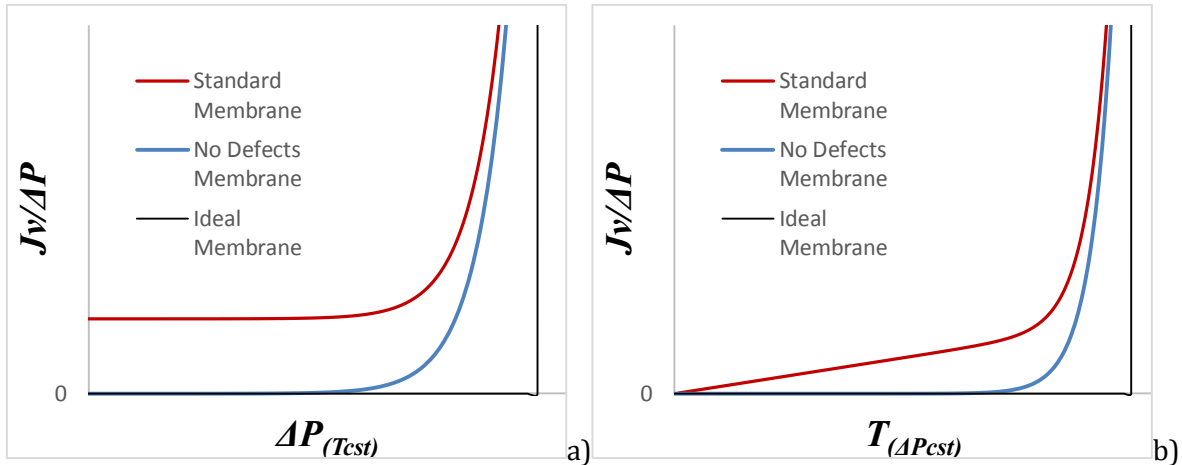 Jv/ΔP
Standard
Membrane
No Defects
Membrane
Ideal
Membrane
0
ΔP(Tcst)
a)
Jv/ΔP
Standard
Membrane
No Defects
Membrane
Ideal
Membrane
0
T(ΔPcst)
b)